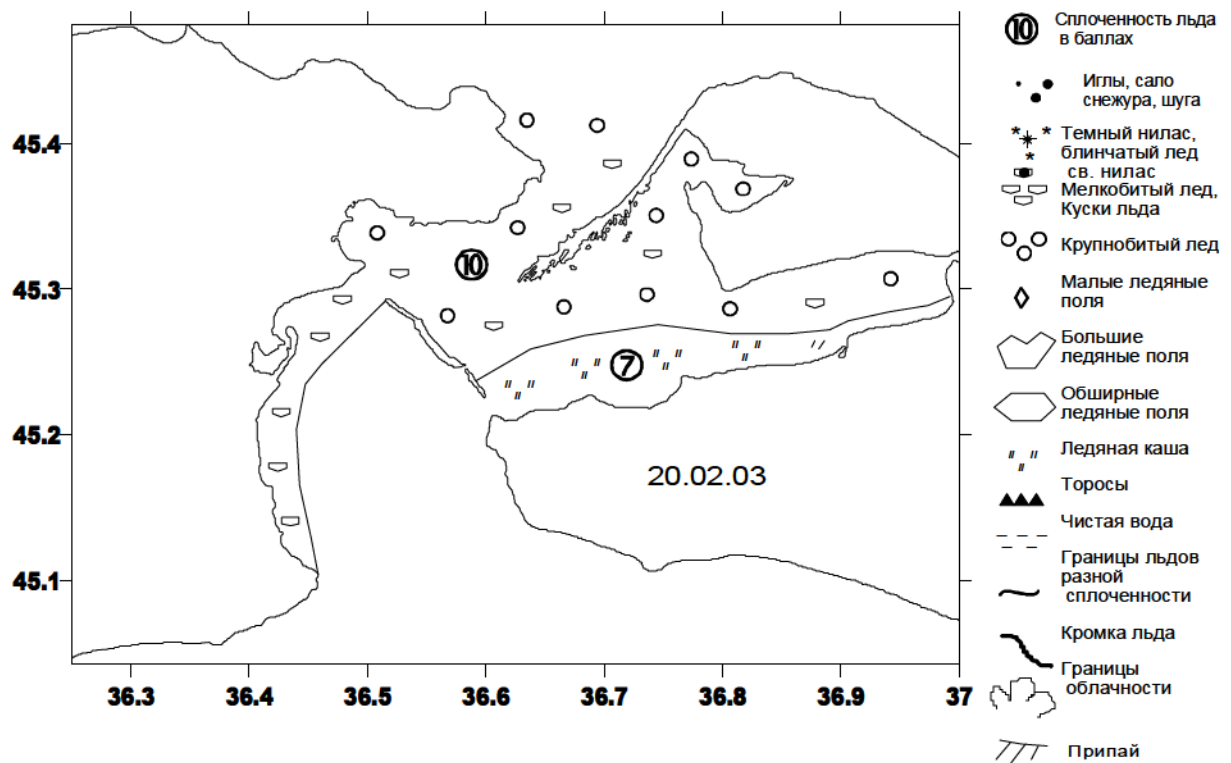 45.4
45.3
45.2
45.1
36.3 36.4 36.5 36.6 36.7 36.8 36.9 37
10
7
20.02.03
10 Сплоченность льда
в баллах
Иглы, сало
снежура, шуга
Темный нилас,
блинчатый лед
св. нилас
Мелкобитый лед,
Куски льда
Крупнобитый лед
Малые ледяные
поля
Большие
ледяные поля
Обширные
ледяные поля
Ледяная каша
Торосы
Чистая вода
Границы льдов
разной
сплоченности
Кромка льда
Границы
облачности
Припай